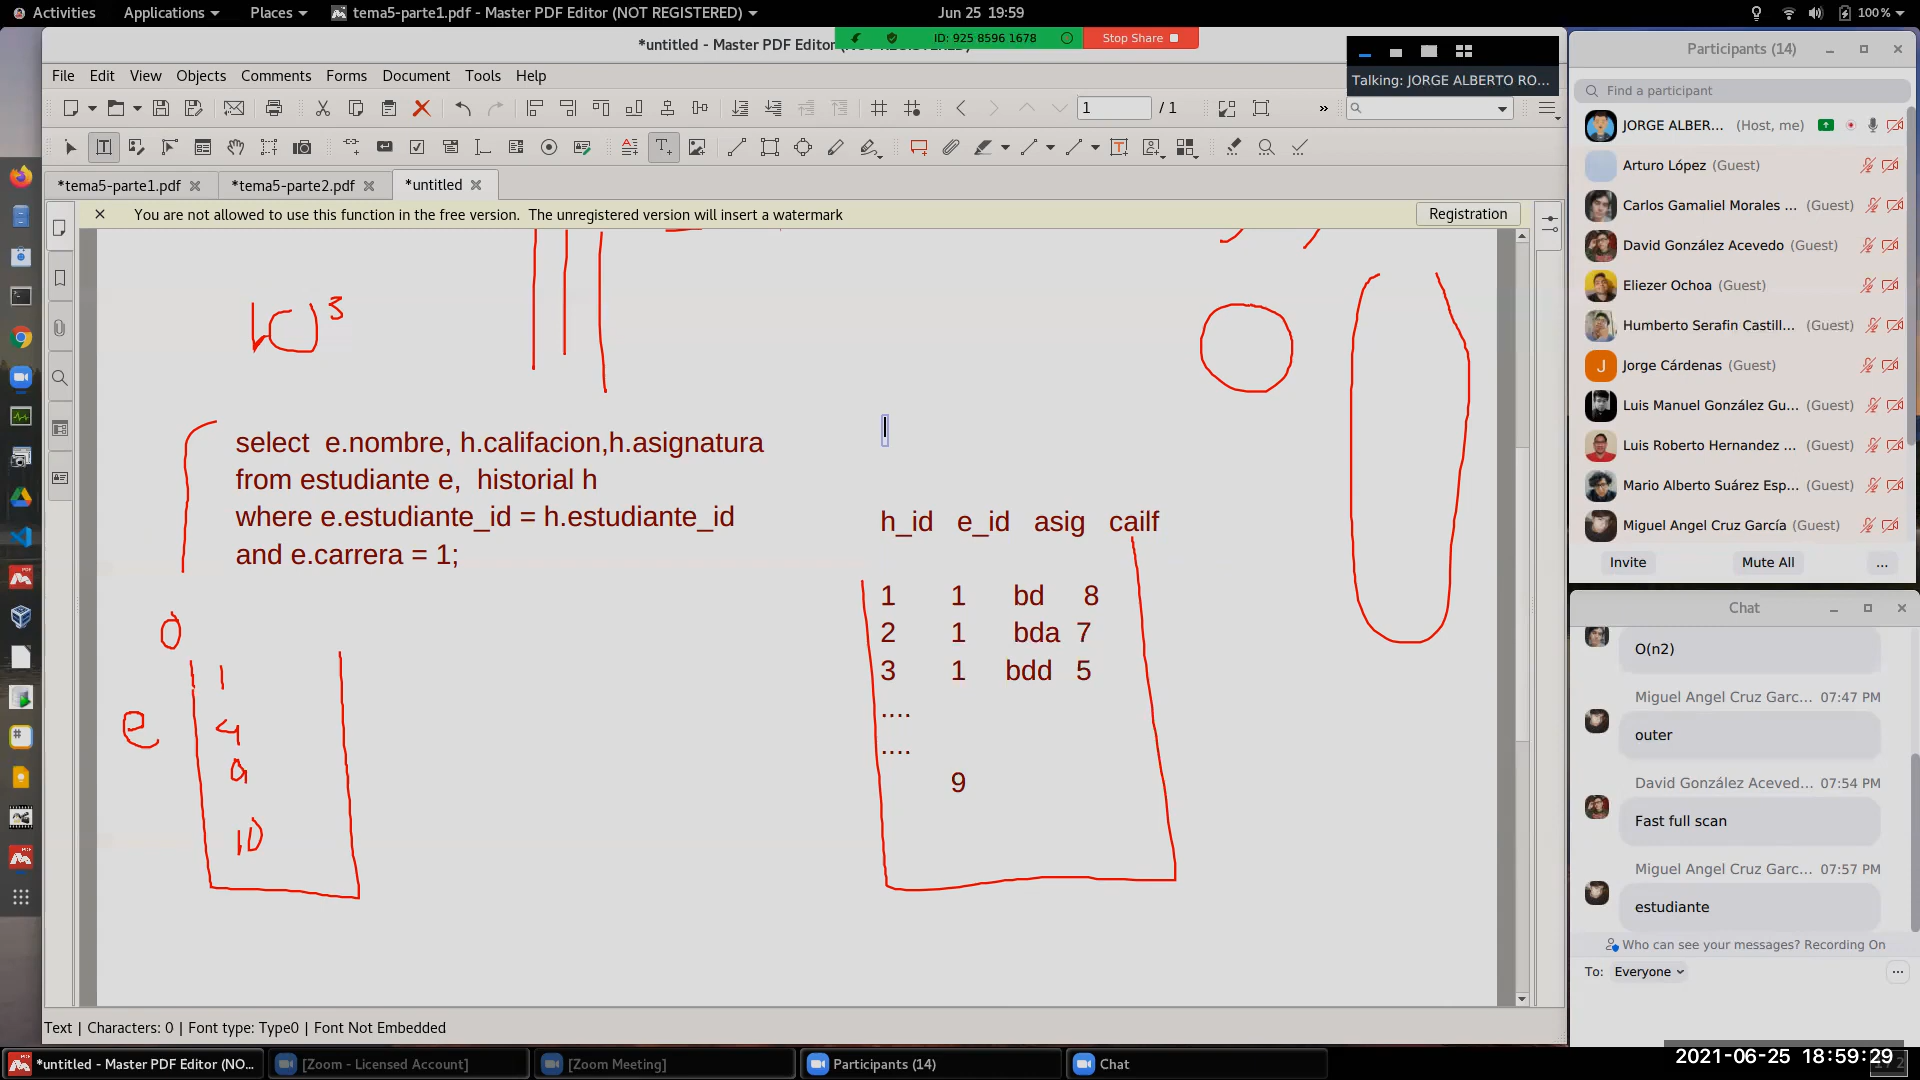 Activities
Applications
Places
tema5-parte1.pdf - Master PDF Editor (NOT REGISTERED)
Jun 25 19:59
100%
*untitled - Master PDF Editor
ID: 925 8596 1678
Stop Share
Talking: JORGE ALBERTO RO...
File Edit View Objects Comments Forms Document Tools Help
1 / 1
*tema5-parte1.pdf
*tema5-parte2.pdf
*untitled
You are not allowed to use this function in the free version. The unregistered version will insert a watermark
Registration
10 3
select e.nombre, h.califacion,h.asignatura
from estudiante e, historial h
where e.estudiante_id = h.estudiante_id
and e.carrera = 1;
0
e
1
4
9
10
h_id e_id asig cailf
1 1 bd 8
2 1 bda 7
3 1 bdd 5
....
....
9
Text | Characters: 0 | Font type: Type0 | Font Not Embedded
Participants (14)
Find a participant
JORGE ALBER... (Host, me)
Arturo López (Guest)
Carlos Gamaliel Morales ... (Guest)
David González Acevedo (Guest)
Eliezer Ochoa (Guest)
Humberto Serafin Castill... (Guest)
J
Jorge Cárdenas (Guest)
Luis Manuel González Gu... (Guest)
Luis Roberto Hernandez ... (Guest)
Mario Alberto Suárez Esp... (Guest)
Miguel Angel Cruz García (Guest)
Invite
Mute All
...
Chat
O(n2)
Miguel Angel Cruz Garc... 07:47 PM
outer
David González Aceved... 07:54 PM
Fast full scan
Miguel Angel Cruz Garc... 07:57 PM
estudiante
Who can see your messages? Recording On
To: Everyone
*untitled - Master PDF Editor (NO...
[Zoom - Licensed Account]
[Zoom Meeting]
Participants (14)
Chat
2021-06-25 18:59:29